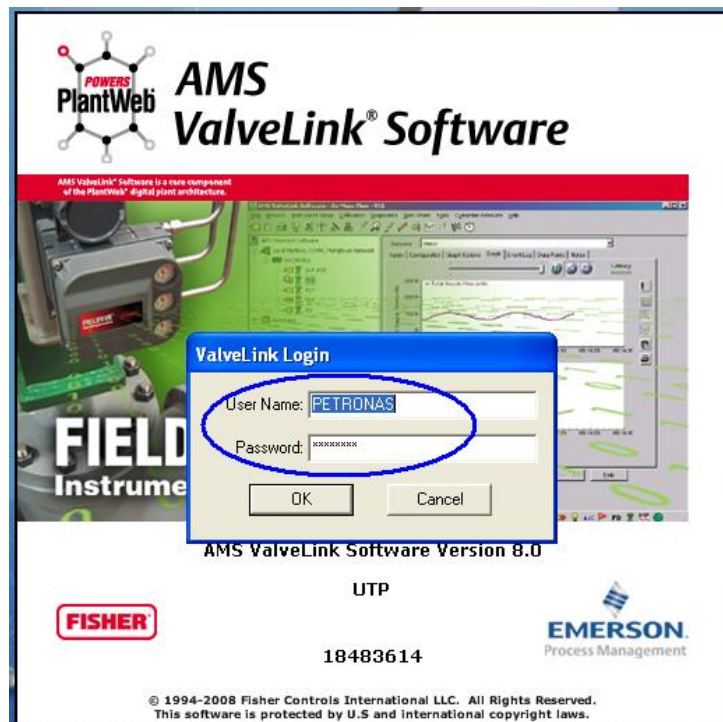 POWERS
PlantWeb
AMS
ValveLink® Software
AMS ValveLink® Software is a core component
of the PlantWeb® digital plant architecture.
ValveLink Login
User Name: PETRONAS
Password: ××××××××
OK Cancel
FIELD
Instrume
AMS ValveLink Software Version 8.0
UTP
FISHER
EMERSON.
Process Management
18483614
© 1994-2008 Fisher Controls International LLC. All Rights Reserved.
This software is protected by U.S and international copyright laws.